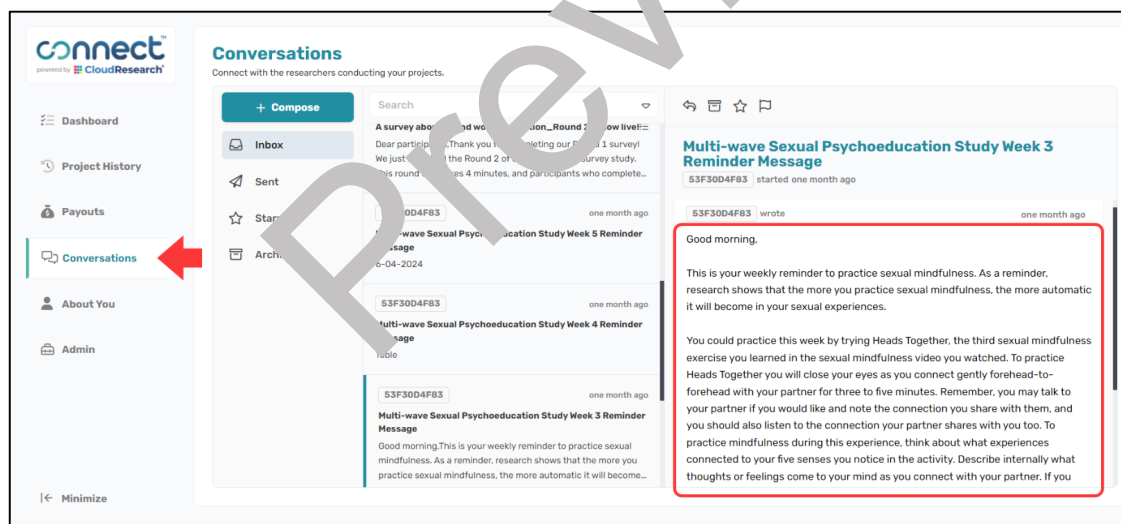 connect™
powered by CloudResearch®
Dashboard
Project History
Payouts
Conversations
About You
Admin
Minimize
Conversations
Connect with the researchers conducting your projects.
+ Compose
Inbox
Sent
Search
A survey
Round 2
live!
Dear
Thank you
our
1 survey!
We just
the Round 2 of
survey study.
This round
4 minutes, and participants who complete…
one month ago
Sexual
Study Week 5 Reminder
6-04-2024
53F30D4F83
one month ago
Multi-wave Sexual Psychoeducation Study Week 4 Reminder
53F30D4F83
one month ago
Multi-wave Sexual Psychoeducation Study Week 3 Reminder
Message
Good morning,This is your weekly reminder to practice sexual
mindfulness. As a reminder, research shows that the more you
practice sexual mindfulness, the more automatic it will become…
Multi-wave Sexual Psychoeducation Study Week 3
Reminder Message
53F30D4F83 started one month ago
53F30D4F83 wrote
one month ago
Good morning,
This is your weekly reminder to practice sexual mindfulness. As a reminder,
research shows that the more you practice sexual mindfulness, the more automatic
it will become in your sexual experiences.
You could practice this week by trying Heads Together, the third sexual mindfulness
exercise you learned in the sexual mindfulness video you watched. To practice
Heads Together you will close your eyes as you connect gently forehead-to-
forehead with your partner for three to five minutes. Remember, you may talk to
your partner if you would like and note the connection you share with them, and
you should also listen to the connection your partner shares with you too. To
practice mindfulness during this experience, think about what experiences
connected to your five senses you notice in the activity. Describe internally what
thoughts or feelings come to your mind as you connect with your partner. If you